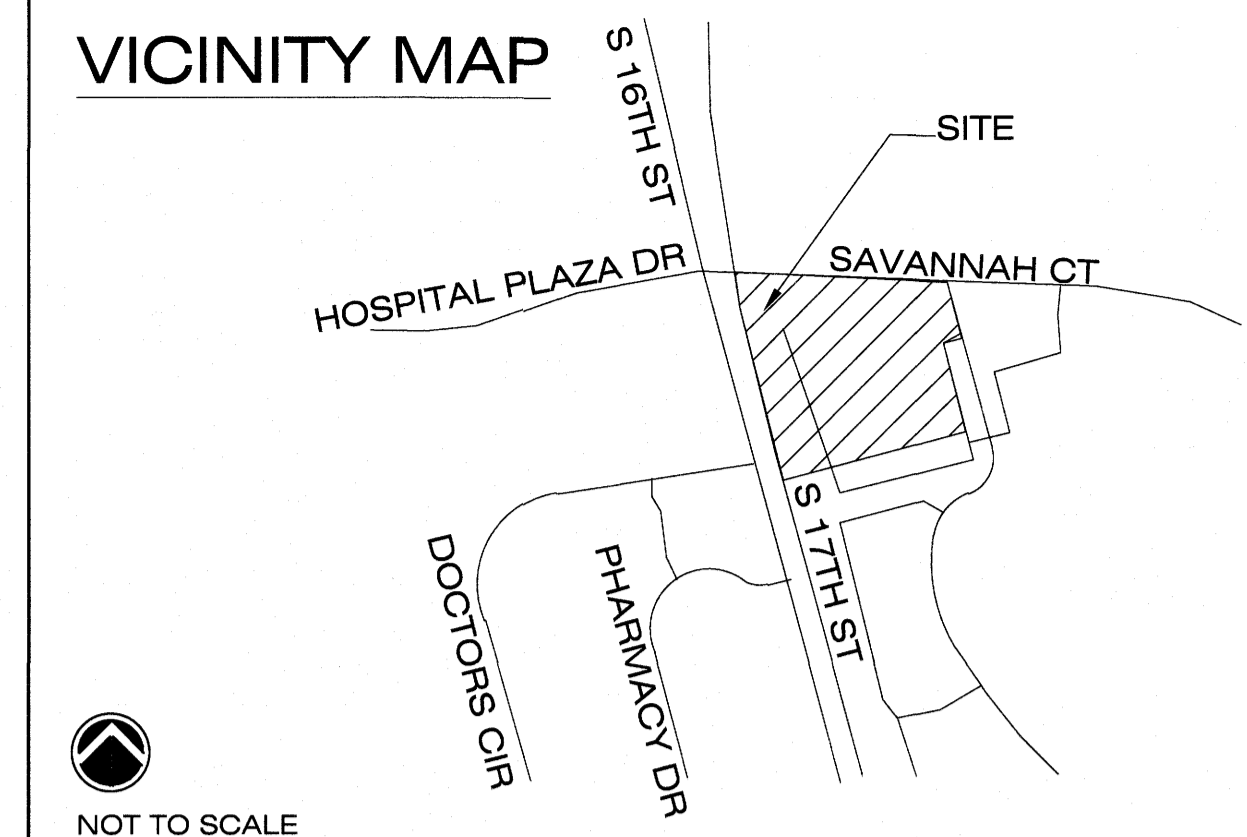 VICINITY MAP
S 16TH ST
SITE
SAVANNAH CT
HOSPITAL PLAZA DR
S 17TH ST
DOCTORS CIR
PHARMACY DR
NOT TO SCALE